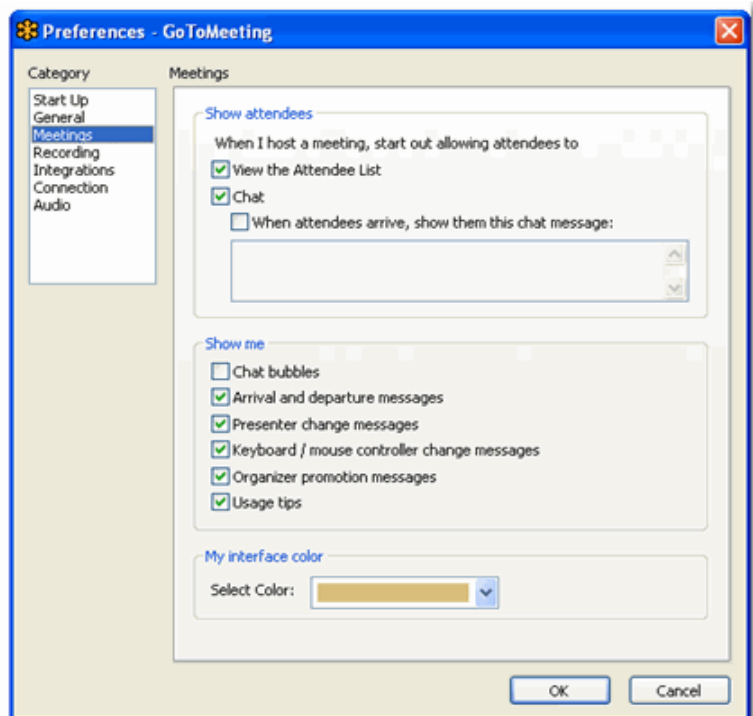 Preferences - GoToMeeting
Category
Start Up
General
Meetings
Recording
Integrations
Connection
Audio
Meetings
Show attendees
When I host a meeting, start out allowing attendees to
View the Attendee List
Chat
When attendees arrive, show them this chat message:
Show me
Chat bubbles
Arrival and departure messages
Presenter change messages
Keyboard / mouse controller change messages
Organizer promotion messages
Usage tips
My interface color
Select Color:
OK
Cancel